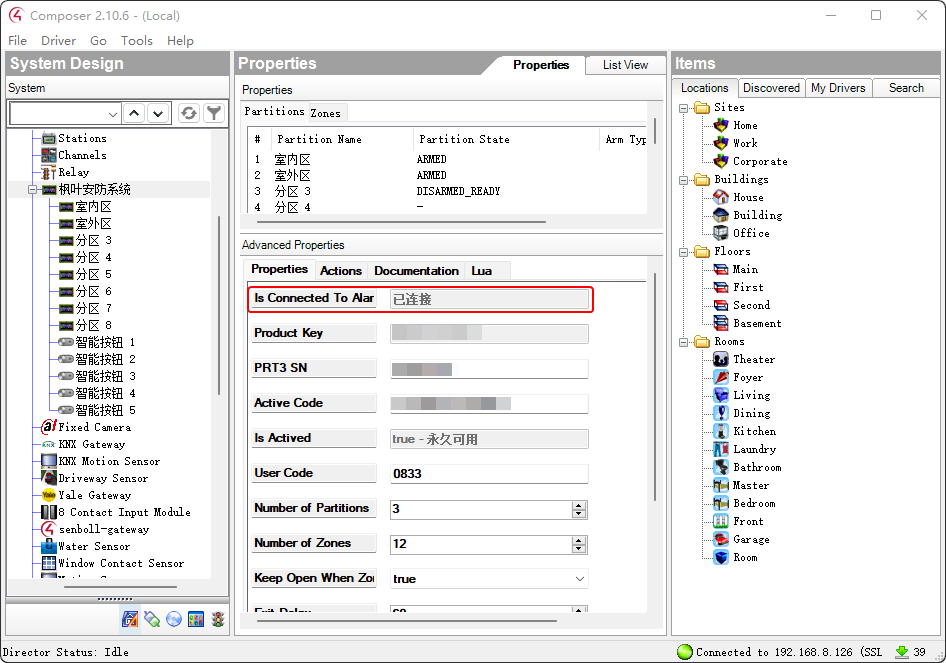 Composer 2.10.6 - (Local)
File Driver Go Tools Help
System Design
System
Stations
Channels
Relay
枫叶安防系统
室内区
室外区
分区 3
分区 4
分区 5
分区 6
分区 7
分区 8
智能按钮 1
智能按钮 2
智能按钮 3
智能按钮 4
智能按钮 5
Fixed Camera
KNX Gateway
KNX Motion Sensor
Driveway Sensor
Yale Gateway
8 Contact Input Module
senboll-gateway
Water Sensor
Window Contact Sensor
Properties
Properties List View
Properties
Partitions Zones
# Partition Name Partition State Arm Typ
1 室内区 ARMED
2 室外区 ARMED
3 分区 3 DISARMED_READY
4 分区 4 -
Advanced Properties
Properties Actions Documentation Lua
Is Connected To Alar 已连接
Product Key
PRT3 SN
Active Code
Is Actived true - 永久可用
User Code 0833
Number of Partitions 3
Number of Zones 12
Keep Open When Zo true
Exit Delay 60
Items
Locations Discovered My Drivers Search
Sites
Home
Work
Corporate
Buildings
House
Building
Office
Floors
Main
First
Second
Basement
Rooms
Theater
Foyer
Living
Dining
Kitchen
Laundry
Bathroom
Master
Bedroom
Front
Garage
Room
Director Status: Idle
Connected to 192.168.8.126 (SSL 39